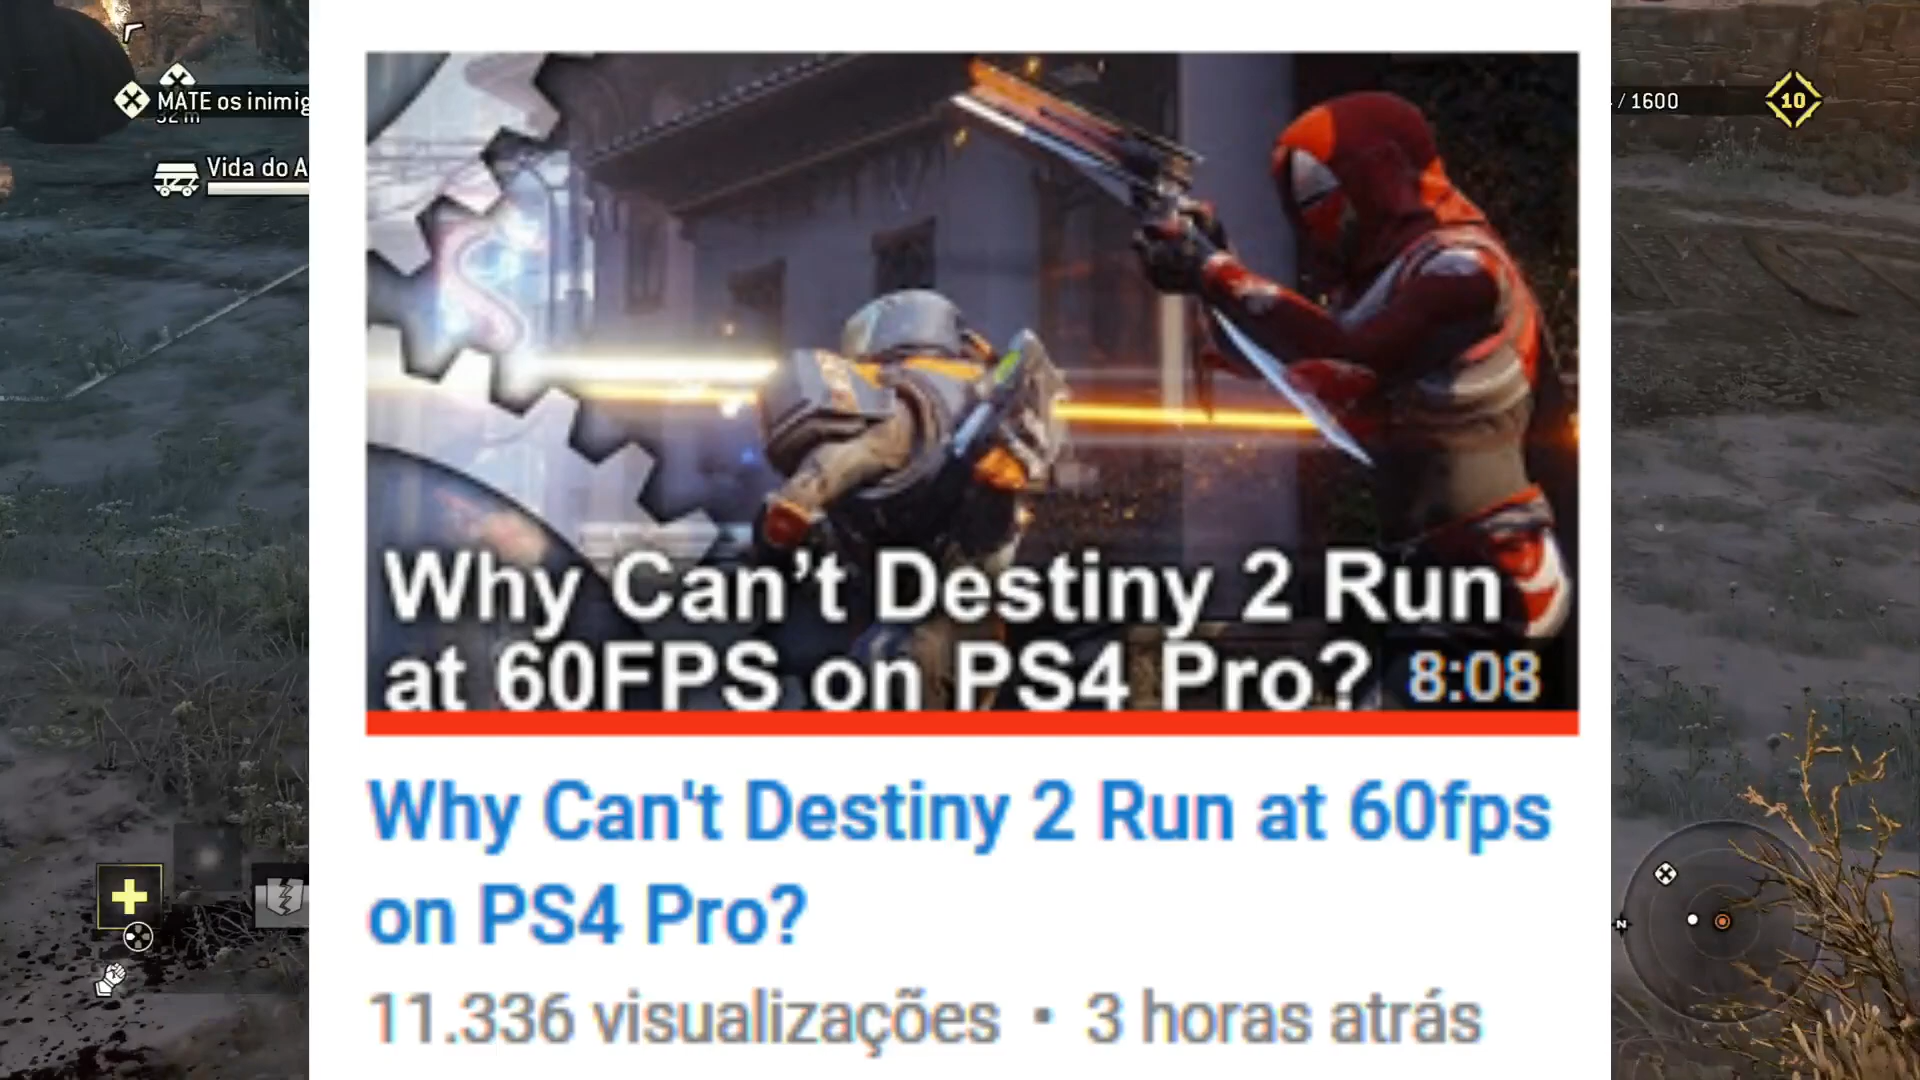 MATE os inimig
32 m
Vida do A
/ 1600
10
Why Can’t Destiny 2 Run
at 60FPS on PS4 Pro?
8:08
Why Can't Destiny 2 Run at 60fps
on PS4 Pro?
11.336 visualizações • 3 horas atrás
N